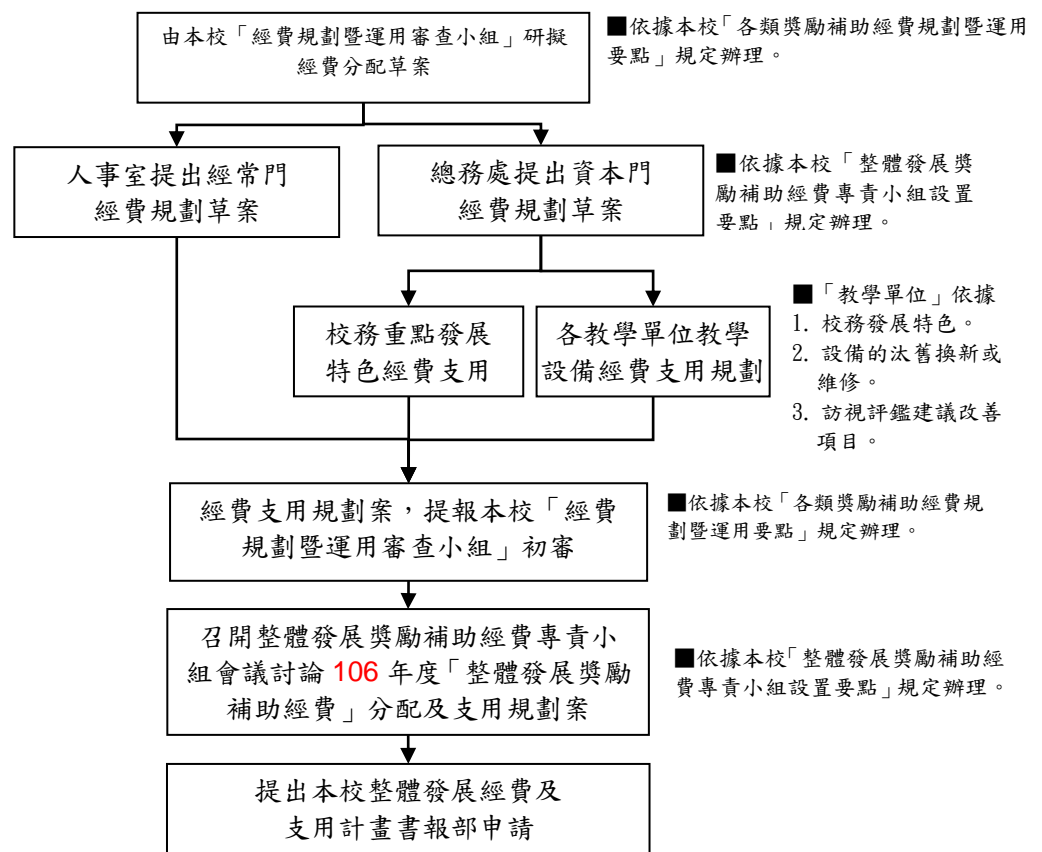 由本校「經費規劃暨運用審查小組」研擬
經費分配草案
■依據本校「各類獎勵補助經費規劃暨運用
要點」規定辦理。
人事室提出經常門
經費規劃草案
總務處提出資本門
經費規劃草案
■依據本校「整體發展獎
勵補助經費專責小組設置
要點」規定辦理。
校務重點發展
特色經費支用
各教學單位教學
設備經費支用規劃
■「教學單位」依據
1. 校務發展特色。
2. 設備的汰舊換新或
維修。
3. 訪視評鑑建議改善
項目。
經費支用規劃案，提報本校「經費
規劃暨運用審查小組」初審
■依據本校「各類獎勵補助經費規
劃暨運用要點」規定辦理。
召開整體發展獎勵補助經費專責小
組會議討論 106 年度「整體發展獎勵
補助經費」分配及支用規劃案
■依據本校「整體發展獎勵補助經
費專責小組設置要點」規定辦理。
提出本校整體發展經費及
支用計畫書報部申請